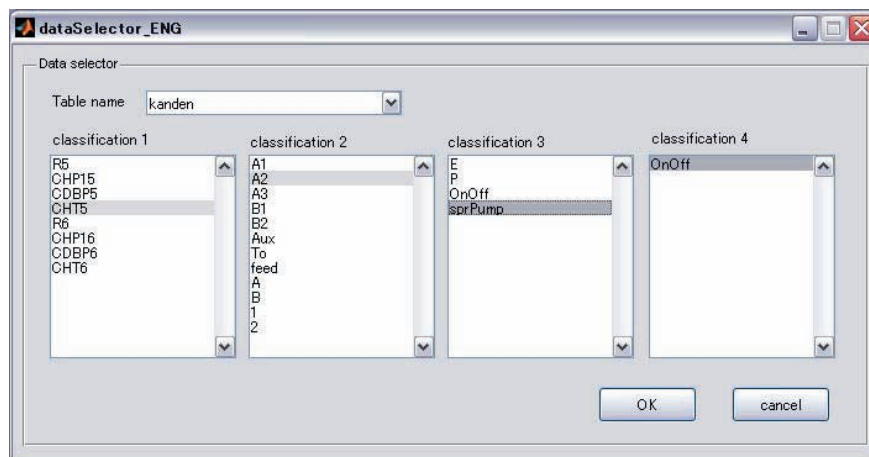 dataSelector_ENG
Data selector
Table name
kanden
classification 1
R5
CHP15
CDBP5
CHT5
R6
CHP16
CDBP6
CHT6
classification 2
A1
A2
A3
B1
B2
Aux
To
feed
A
B
1
2
classification 3
E
P
OnOff
sprPump
classification 4
OnOff
OK
cancel